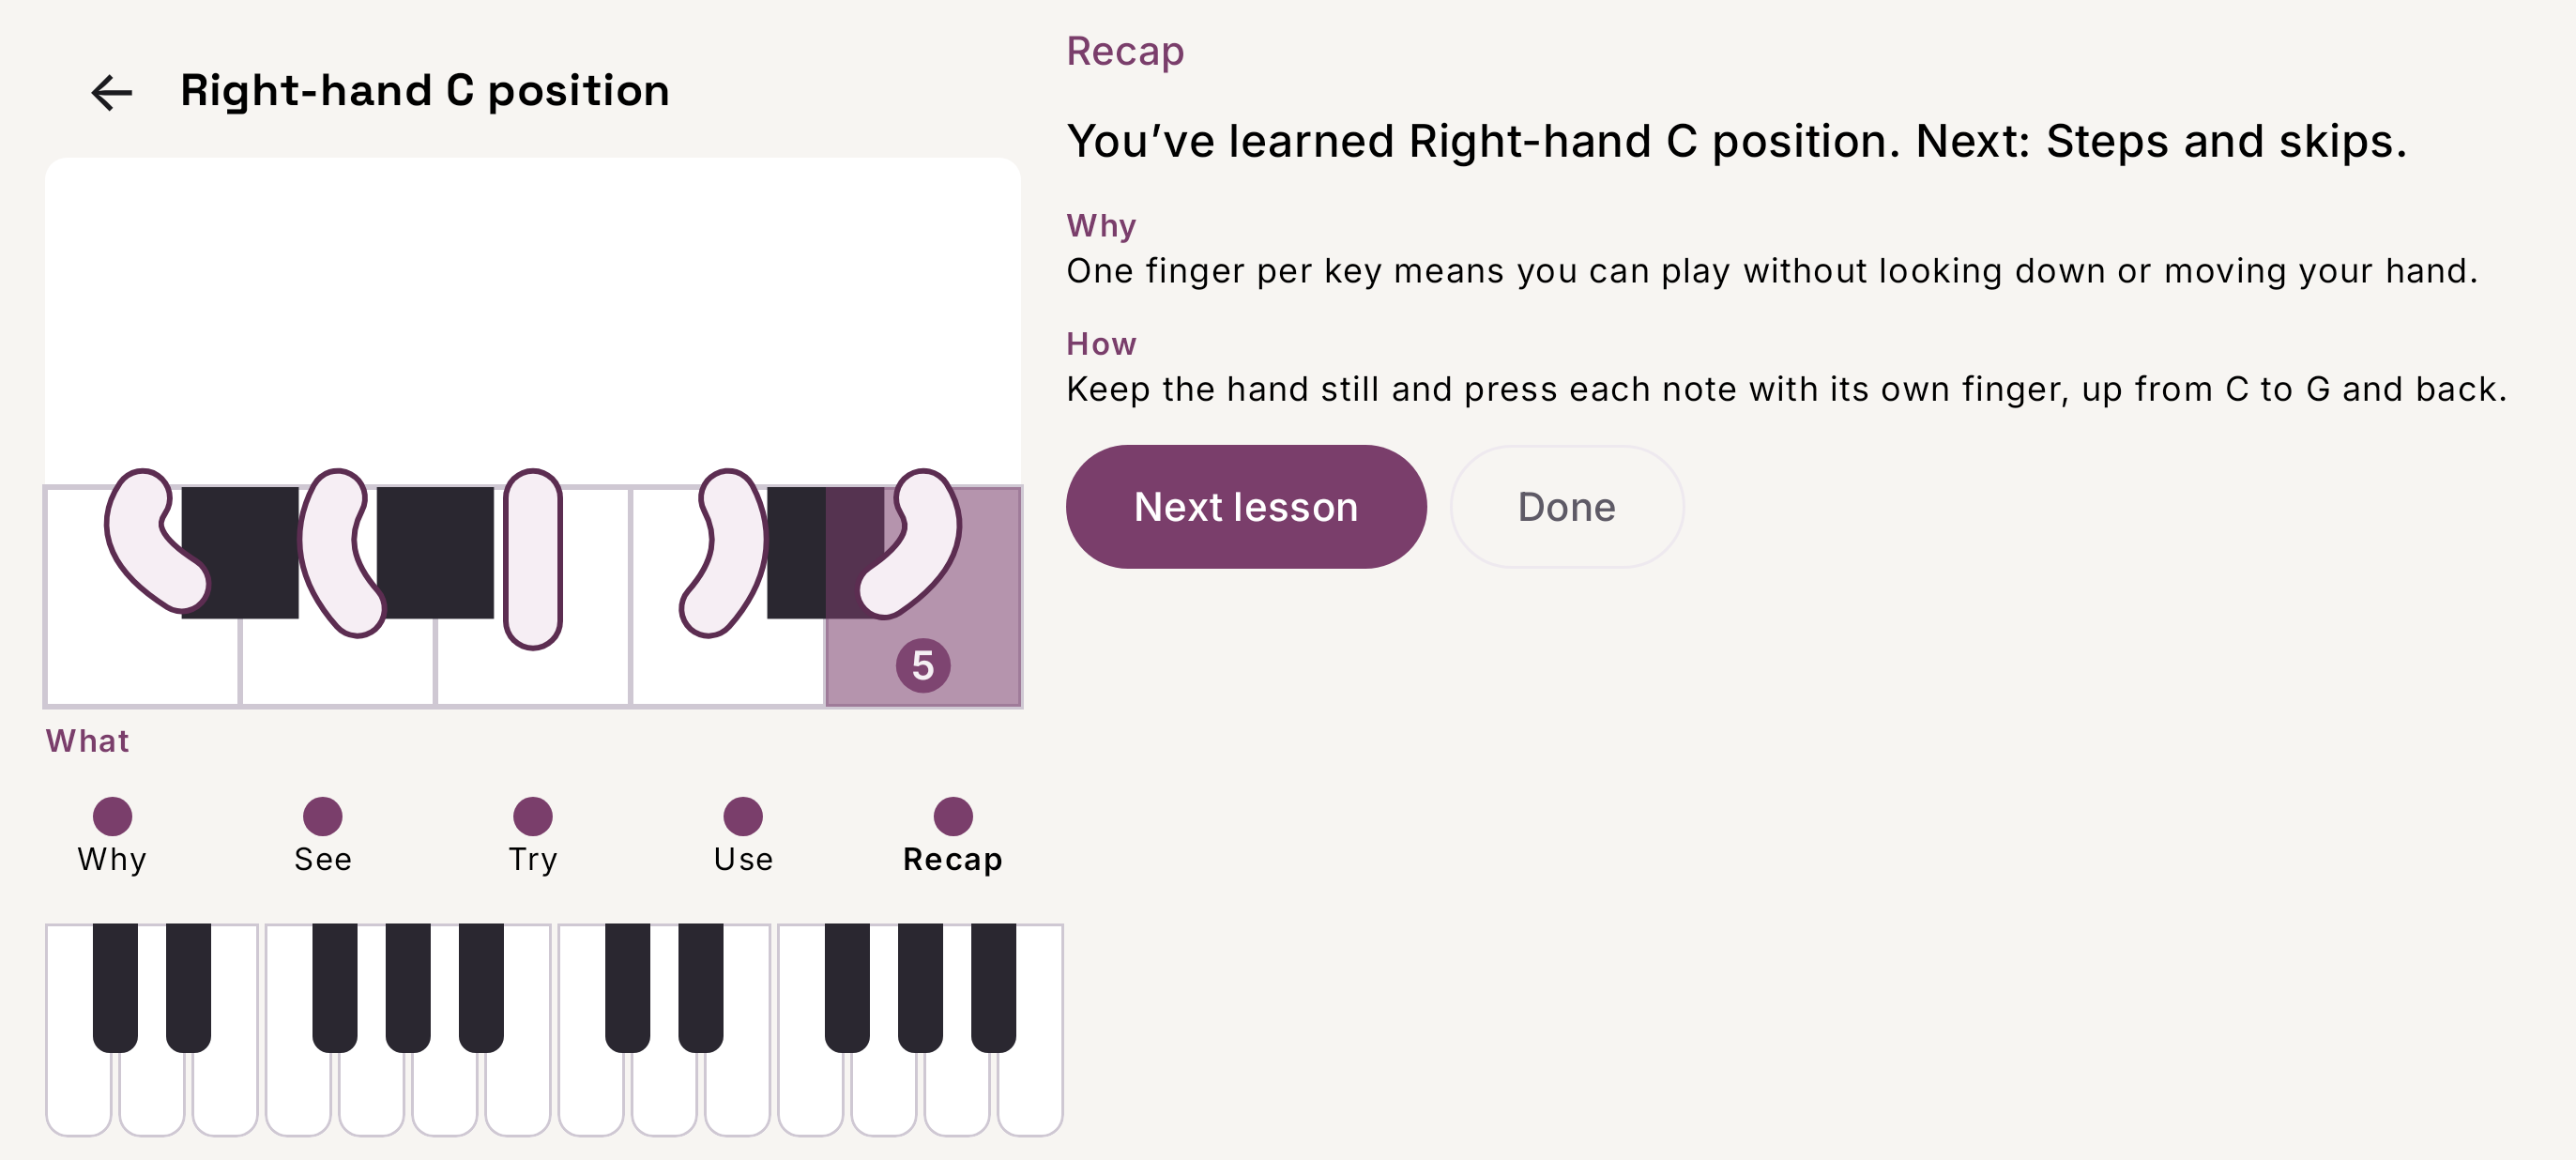 Right-hand C position
5
What
Why
See
Try
Use
Recap
Recap
You’ve learned Right-hand C position. Next: Steps and skips.
Why
One finger per key means you can play without looking down or moving your hand.
How
Keep the hand still and press each note with its own finger, up from C to G and back.
Next lesson
Done